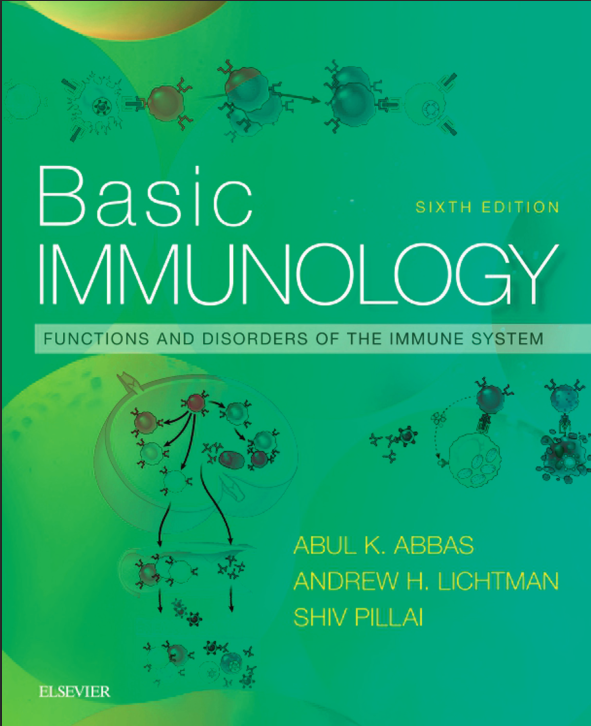 Basic
SIXTH EDITION
IMMUNOLOGY
FUNCTIONS AND DISORDERS OF THE IMMUNE SYSTEM
ABUL K. ABBAS
ANDREW H. LICHTMAN
SHIV PILLAI
ELSEVIER